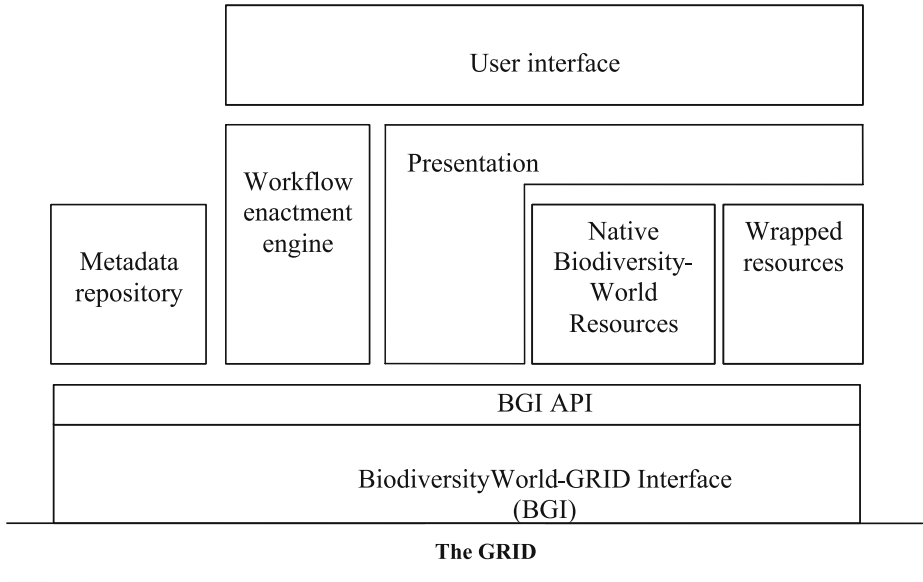 User interface
Presentation
Workflow
enactment
engine
Metadata
repository
Native
Biodiversity-
World
Resources
Wrapped
resources
BGI API
BiodiversityWorld-GRID Interface
(BGI)
The GRID